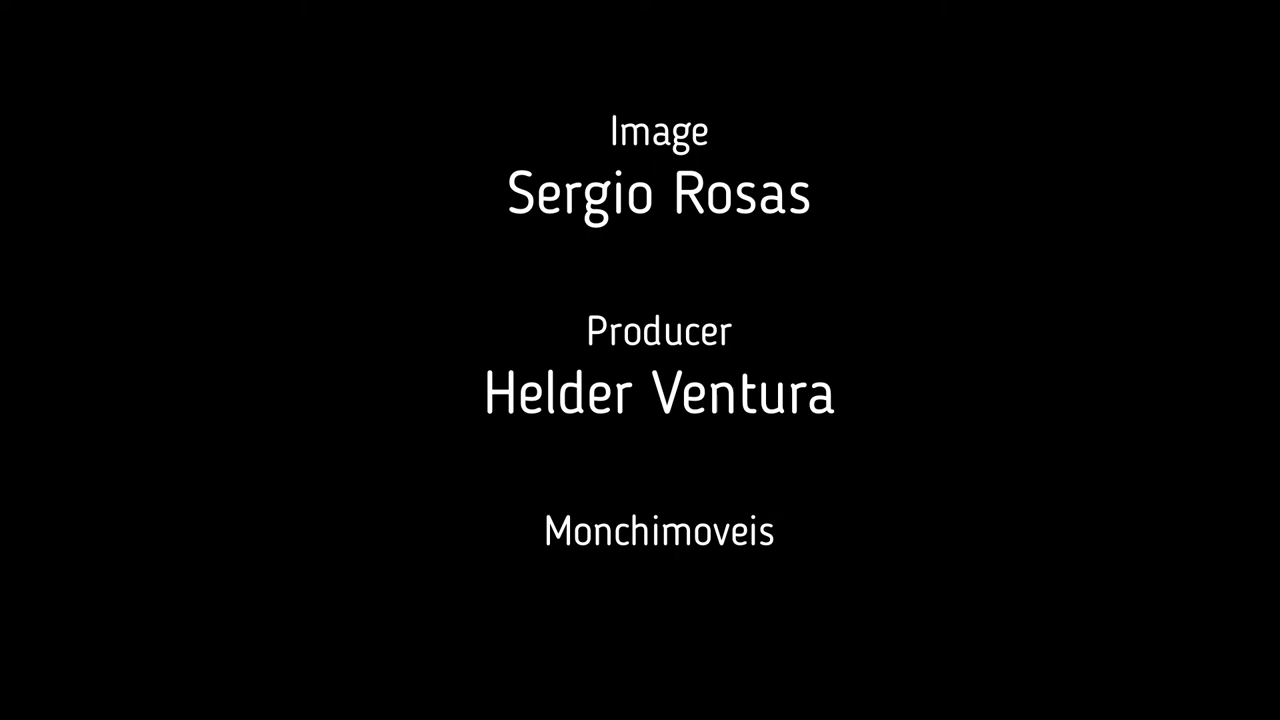 Image
Sergio Rosas
Producer
Helder Ventura
Monchimoveis